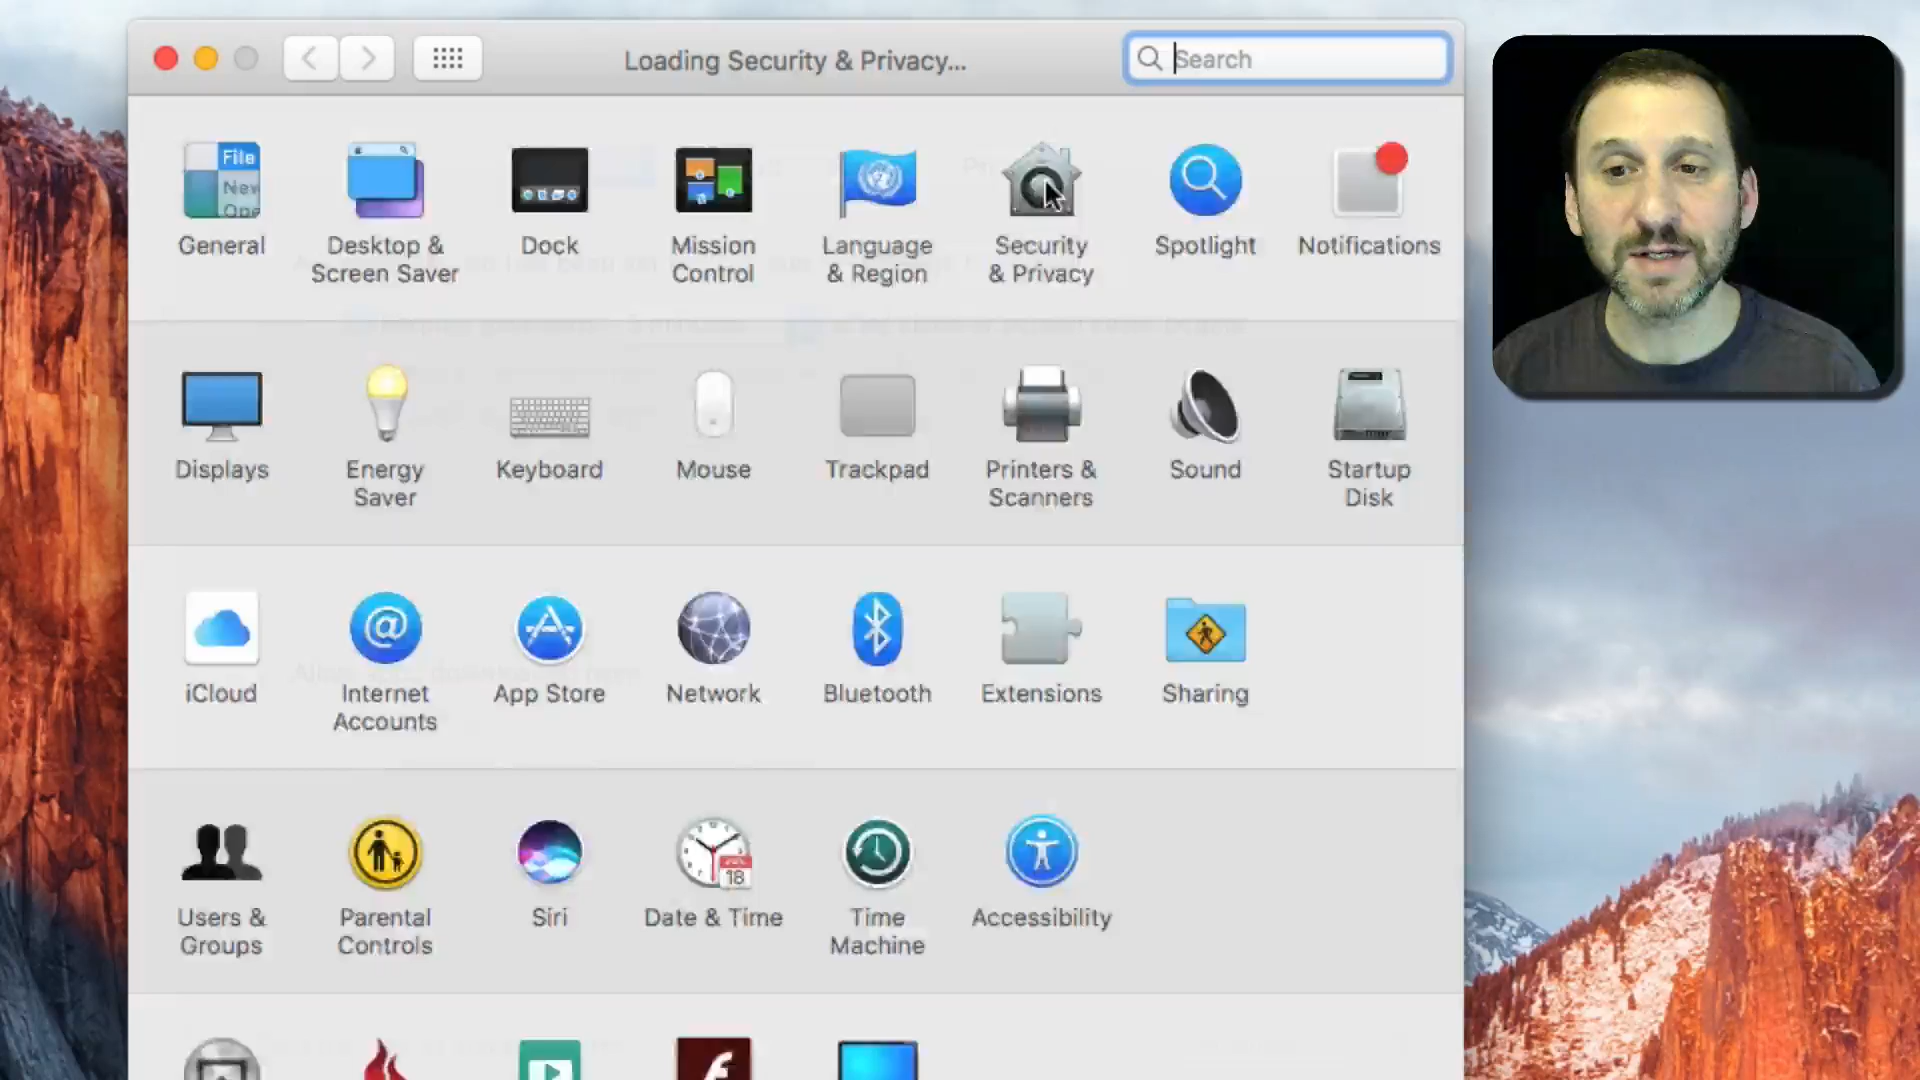 Loading Security & Privacy...
Search
File
New
Ope
General
Desktop &
Screen Saver
Dock
Mission
Control
Language
& Region
Security
& Privacy
Spotlight
Notifications
Displays
Energy
Saver
Keyboard
Mouse
Trackpad
Printers &
Scanners
Sound
Startup
Disk
iCloud
Internet
Accounts
App Store
Network
Bluetooth
Extensions
Sharing
18
Users &
Groups
Parental
Controls
Siri
Date & Time
Time
Machine
Accessibility